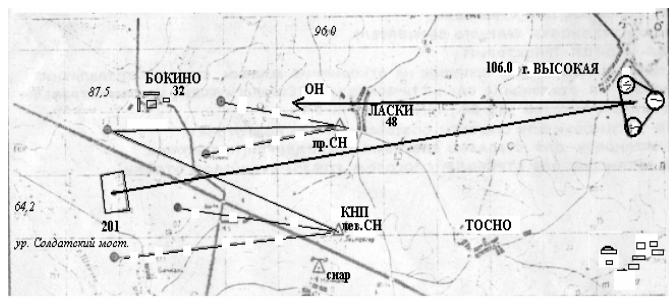 96,0
106.0 г. ВЫСОКАЯ
БОКИНО
32
ОН
87,5
ЛАСКИ
48
пр.СН
64,2
201
КНП
лев.СН
ТОСНО
ур. Солдатский мост.
снар